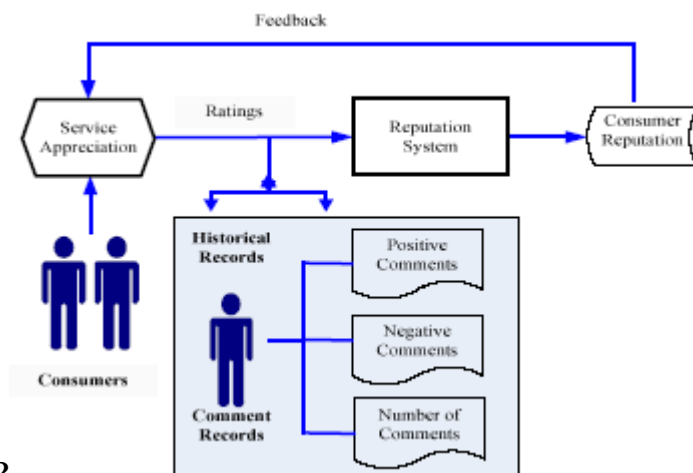 Feedback
Ratings
Service
Appreciation
Reputation
System
Consumer
Reputation
Historical
Records
Positive
Comments
Negative
Comments
Consumers
Comment
Records
Number of
Comments